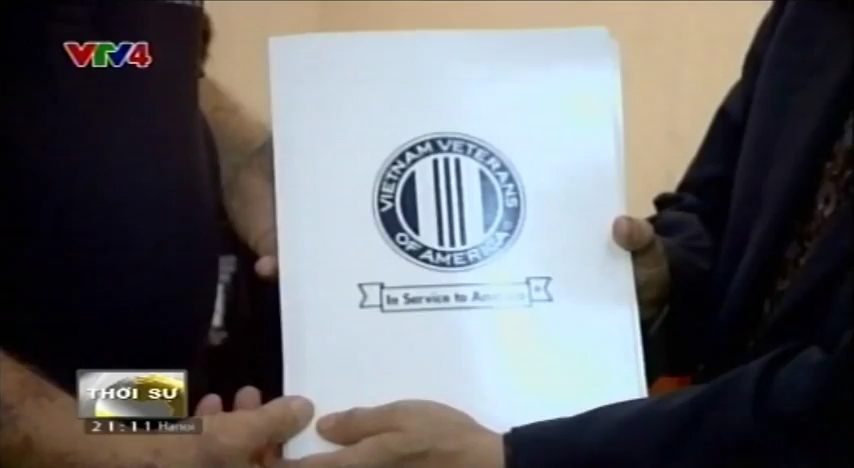 VTV4
VIETNAM VETERANS
OF AMERICA
In Service to America
THỜI SỰ
21:11 Hanoi